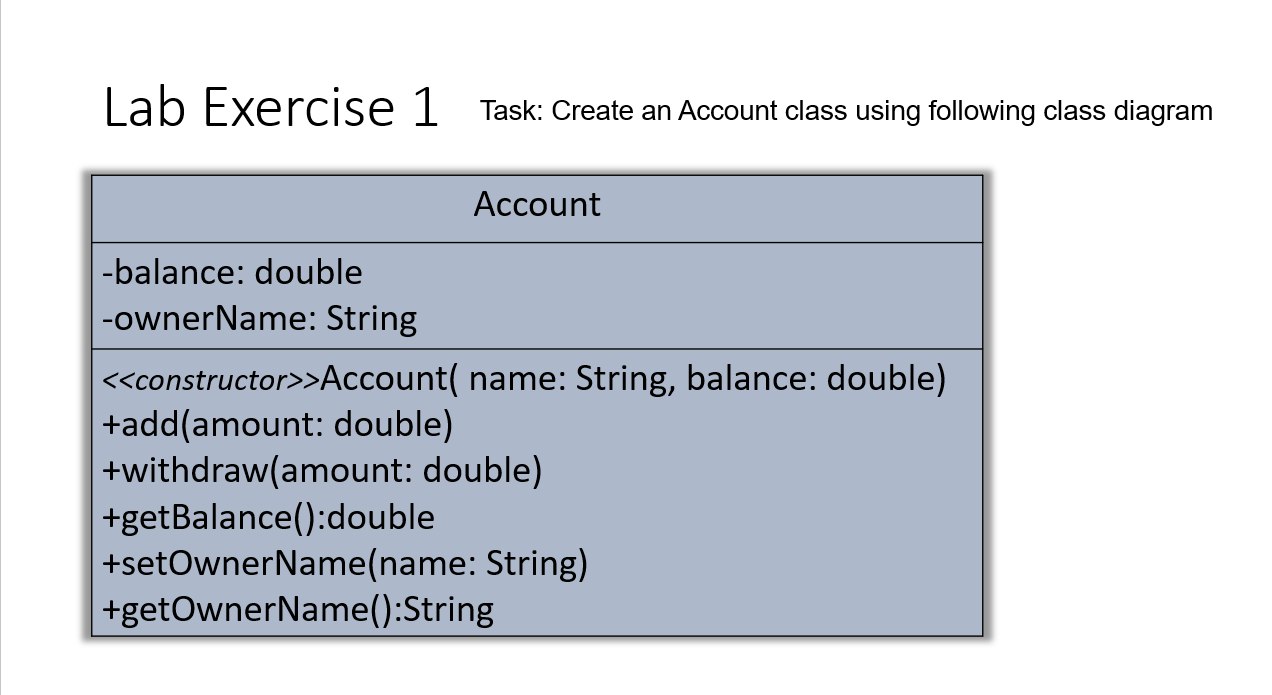 Lab Exercise 1 Task: Create an Account class using following class diagram
Account
-balance: double
-ownerName: String
<<constructor>>Account( name: String, balance: double)
+add(amount: double)
+withdraw(amount: double)
+getBalance():double
+setOwnerName(name: String)
+getOwnerName():String